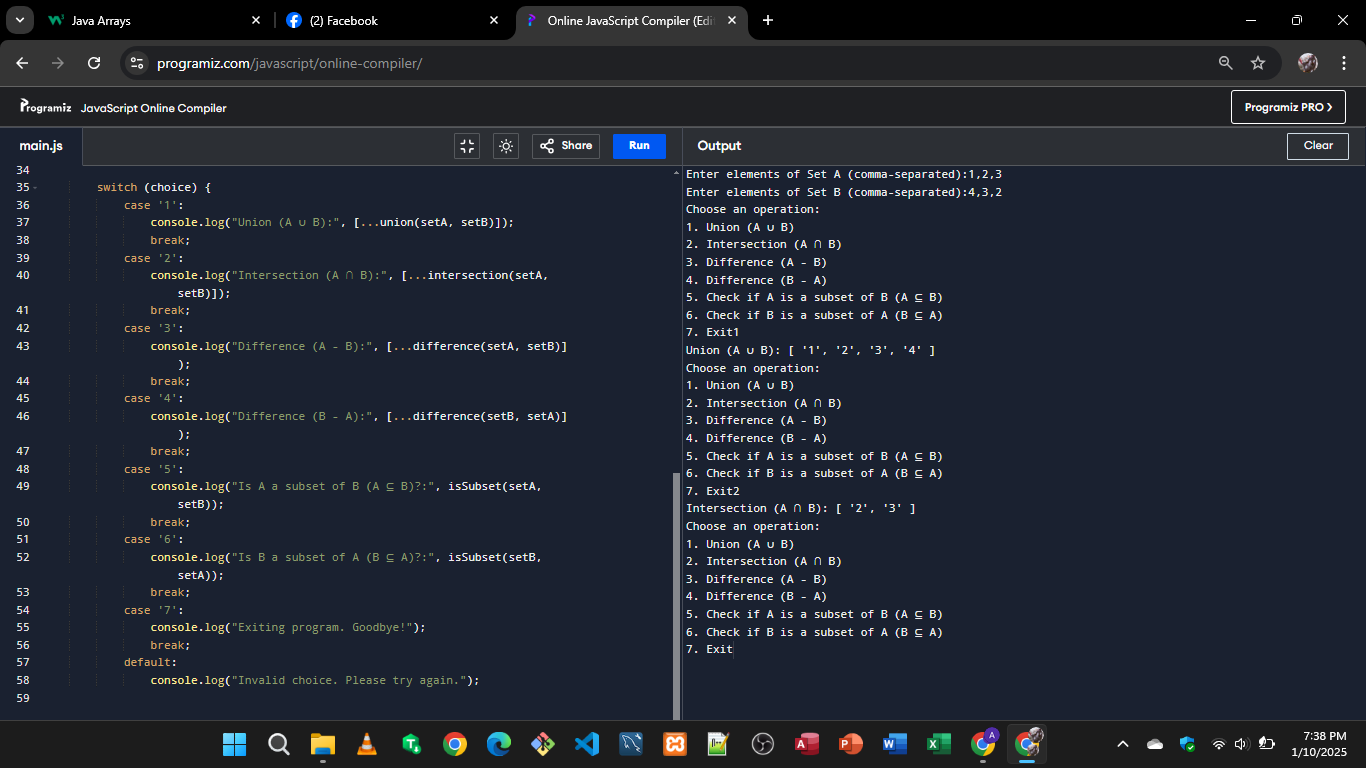 Java Arrays
(2) Facebook
Online JavaScript Compiler (Edi
programiz.com/javascript/online-compiler/
Programiz JavaScript Online Compiler
Programiz PRO
main.js
Share
Run
Output
Clear
34
35 switch (choice) {
36 case '1':
37 console.log("Union (A ∪ B):", [...union(setA, setB)]);
38 break;
39 case '2':
40 console.log("Intersection (A ∩ B):", [...intersection(setA,
setB)]);
41 break;
42 case '3':
43 console.log("Difference (A - B):", [...difference(setA, setB)]
);
44 break;
45 case '4':
46 console.log("Difference (B - A):", [...difference(setB, setA)]
);
47 break;
48 case '5':
49 console.log("Is A a subset of B (A ⊆ B)?:", isSubset(setA,
setB));
50 break;
51 case '6':
52 console.log("Is B a subset of A (B ⊆ A)?:", isSubset(setB,
setA));
53 break;
54 case '7':
55 console.log("Exiting program. Goodbye!");
56 break;
57 default:
58 console.log("Invalid choice. Please try again.");
59
Enter elements of Set A (comma-separated):1,2,3
Enter elements of Set B (comma-separated):4,3,2
Choose an operation:
1. Union (A ∪ B)
2. Intersection (A ∩ B)
3. Difference (A - B)
4. Difference (B - A)
5. Check if A is a subset of B (A ⊆ B)
6. Check if B is a subset of A (B ⊆ A)
7. Exit1
Union (A ∪ B): [ '1', '2', '3', '4' ]
Choose an operation:
1. Union (A ∪ B)
2. Intersection (A ∩ B)
3. Difference (A - B)
4. Difference (B - A)
5. Check if A is a subset of B (A ⊆ B)
6. Check if B is a subset of A (B ⊆ A)
7. Exit2
Intersection (A ∩ B): [ '2', '3' ]
Choose an operation:
1. Union (A ∪ B)
2. Intersection (A ∩ B)
3. Difference (A - B)
4. Difference (B - A)
5. Check if A is a subset of B (A ⊆ B)
6. Check if B is a subset of A (B ⊆ A)
7. Exit
7:38 PM
1/10/2025